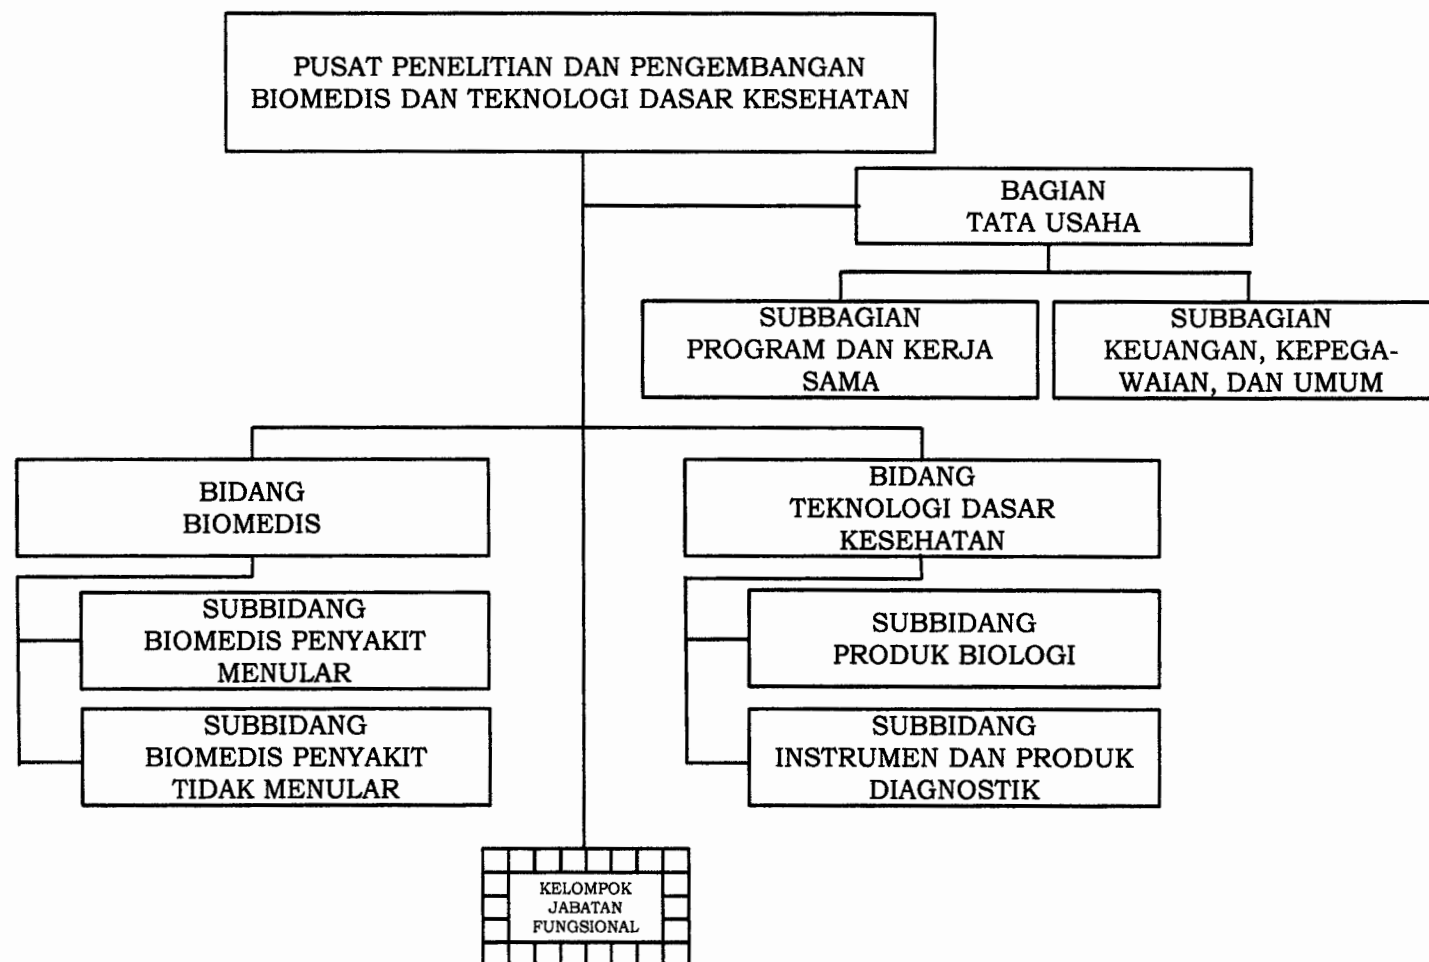 PUSAT PENELITIAN DAN PENGEMBANGAN
BIOMEDIS DAN TEKNOLOGI DASAR KESEHATAN
BAGIAN
TATA USAHA
SUBBAGIAN
PROGRAM DAN KERJA
SAMA
SUBBAGIAN
KEUANGAN, KEPEGA-
WAIAN, DAN UMUM
BIDANG
BIOMEDIS
BIDANG
TEKNOLOGI DASAR
KESEHATAN
SUBBIDANG
BIOMEDIS PENYAKIT
MENULAR
SUBBIDANG
PRODUK BIOLOGI
SUBBIDANG
BIOMEDIS PENYAKIT
TIDAK MENULAR
SUBBIDANG
INSTRUMEN DAN PRODUK
DIAGNOSTIK
KELOMPOK
JABATAN
FUNGSIONAL